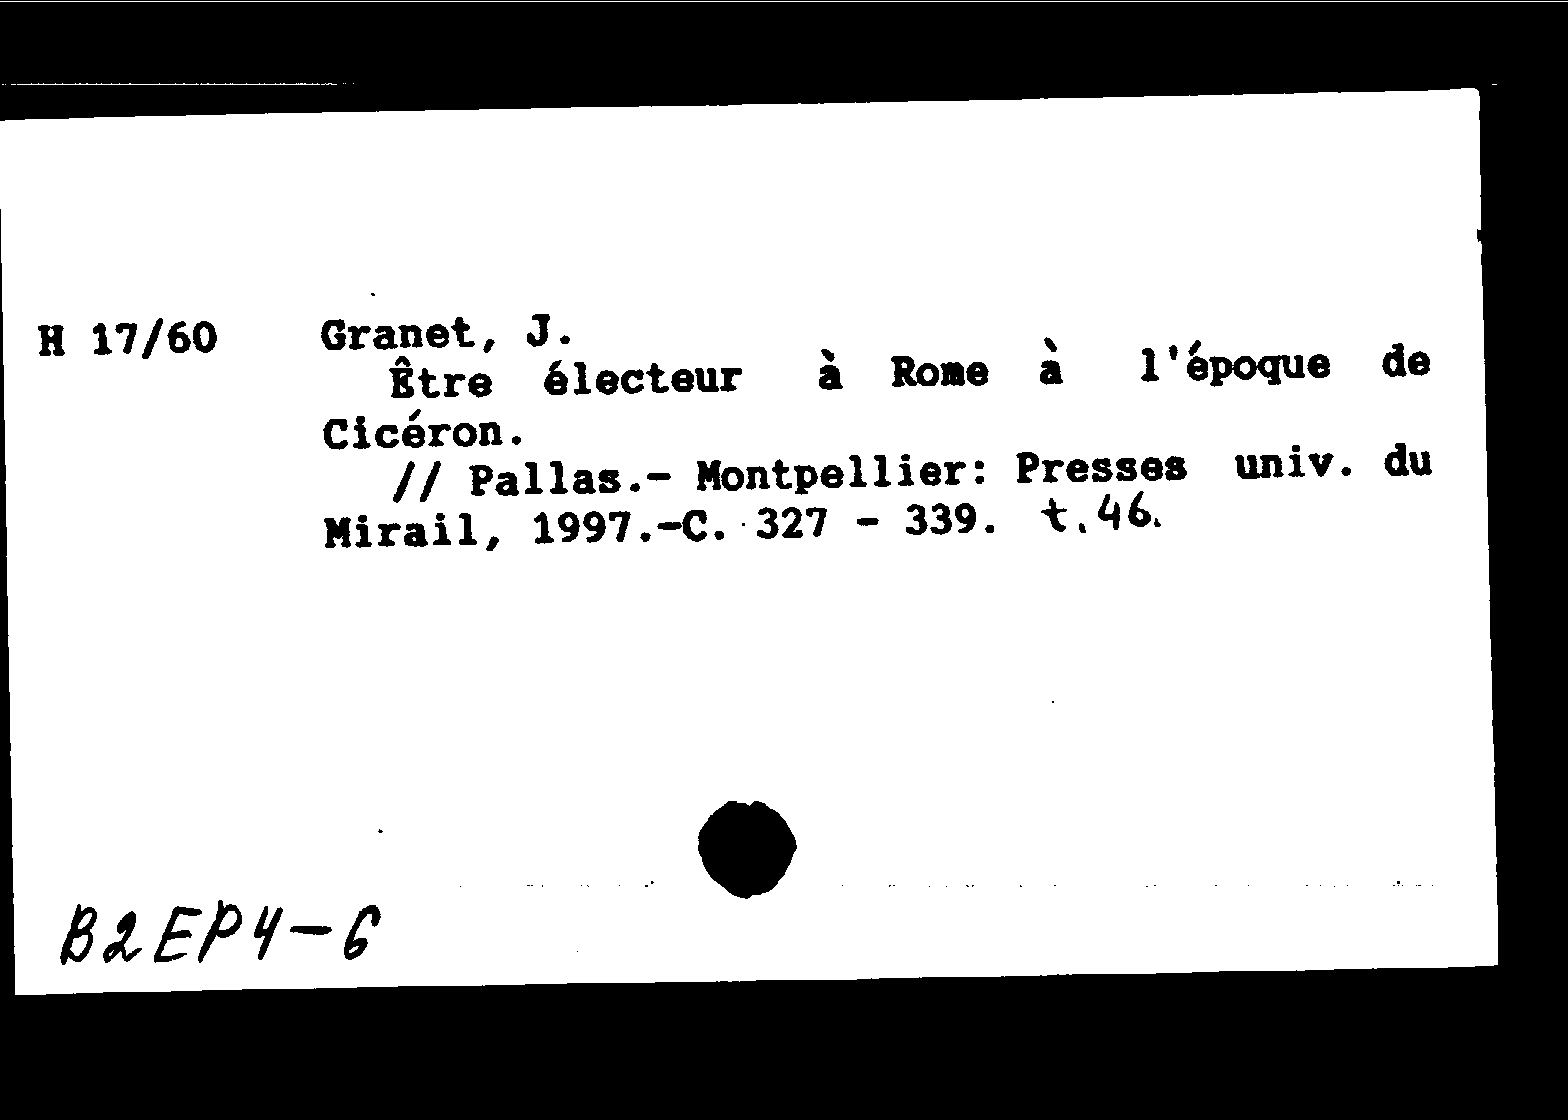 H 17/60 Granet, J.
Être électeur à Rome à l'époque de
Cicéron.
// Pallas.- Montpellier: Presses univ. du
Mirail, 1997.-C. 327 - 339. t.46.
B2EP4-6